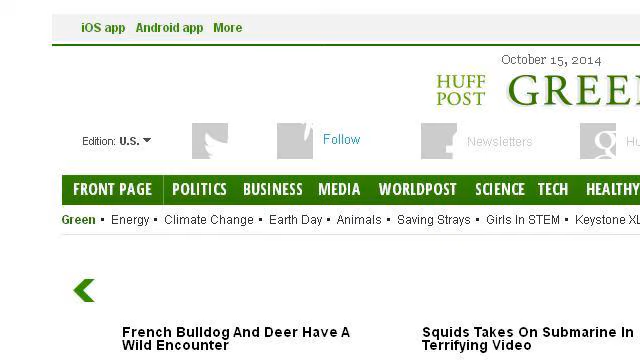 iOS app Android app More
October 15, 2014
HUFF
POST
GREE
Edition: U.S.
Follow
Newsletters
Hu
FRONT PAGE POLITICS BUSINESS MEDIA WORLDPOST SCIENCE TECH HEALTHY
Green • Energy • Climate Change • Earth Day • Animals • Saving Strays • Girls In STEM • Keystone XL
French Bulldog And Deer Have A
Wild Encounter
Squids Takes On Submarine In
Terrifying Video